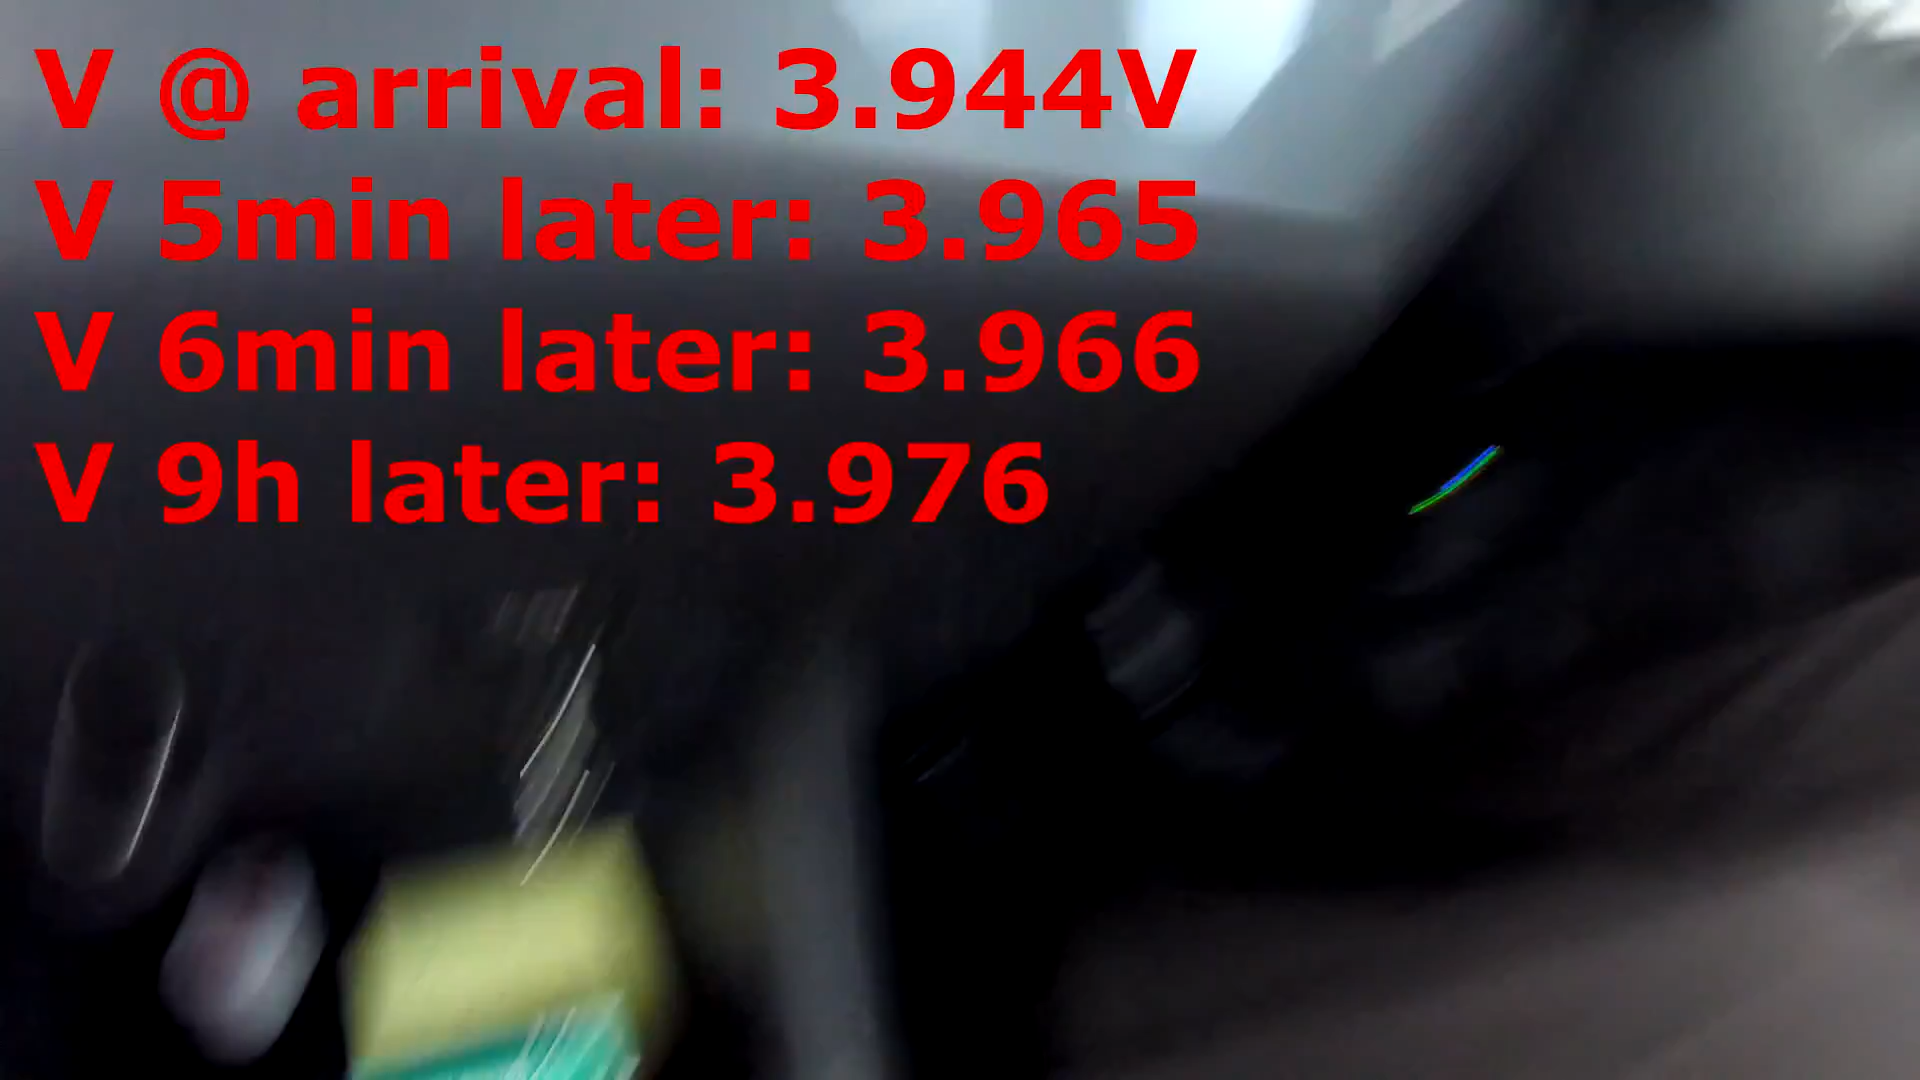 V @ arrival: 3.944V
V 5min later: 3.965
V 6min later: 3.966
V 9h later: 3.976